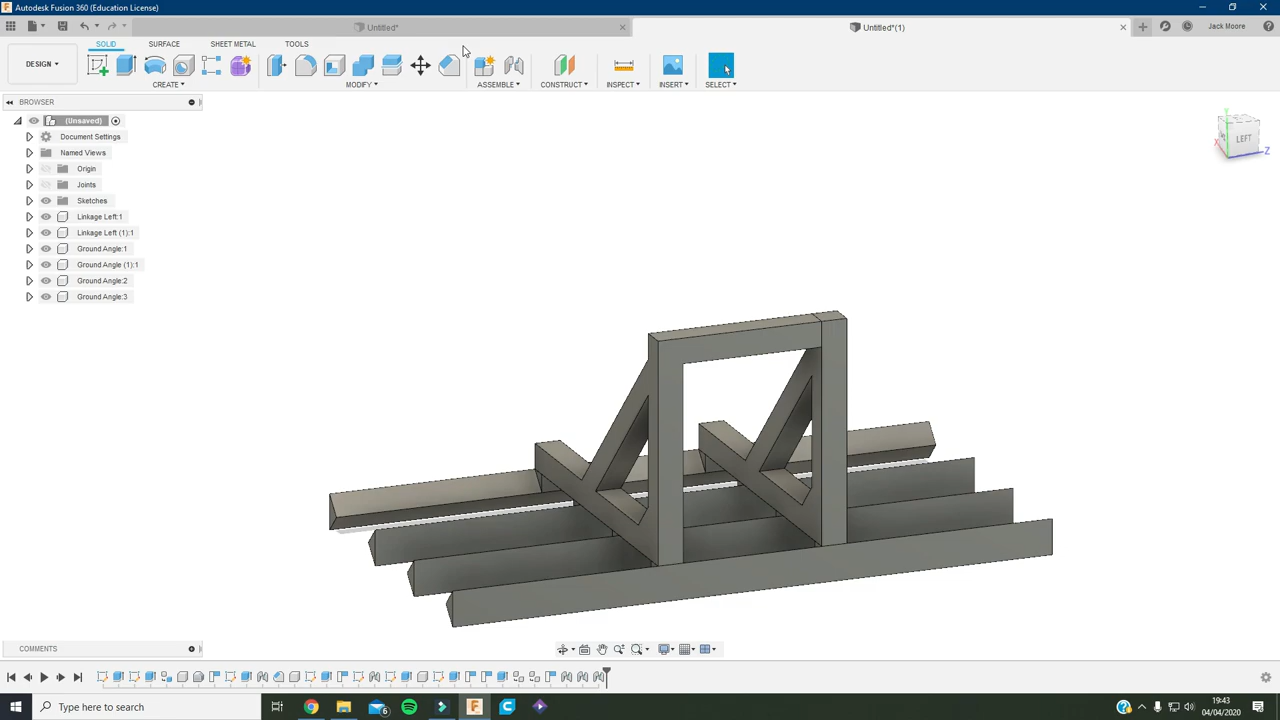 Autodesk Fusion 360 (Education License)
Untitled*
Untitled*(1)
Jack Moore
DESIGN
SOLID SURFACE SHEET METAL TOOLS
CREATE MODIFY ASSEMBLE CONSTRUCT INSPECT INSERT SELECT
BROWSER
(Unsaved)
Document Settings
Named Views
Origin
Joints
Sketches
Linkage Left:1
Linkage Left (1):1
Ground Angle:1
Ground Angle (1):1
Ground Angle:2
Ground Angle:3
LEFT
X
Y
Z
COMMENTS
Type here to search
6
19:43
04/04/2020